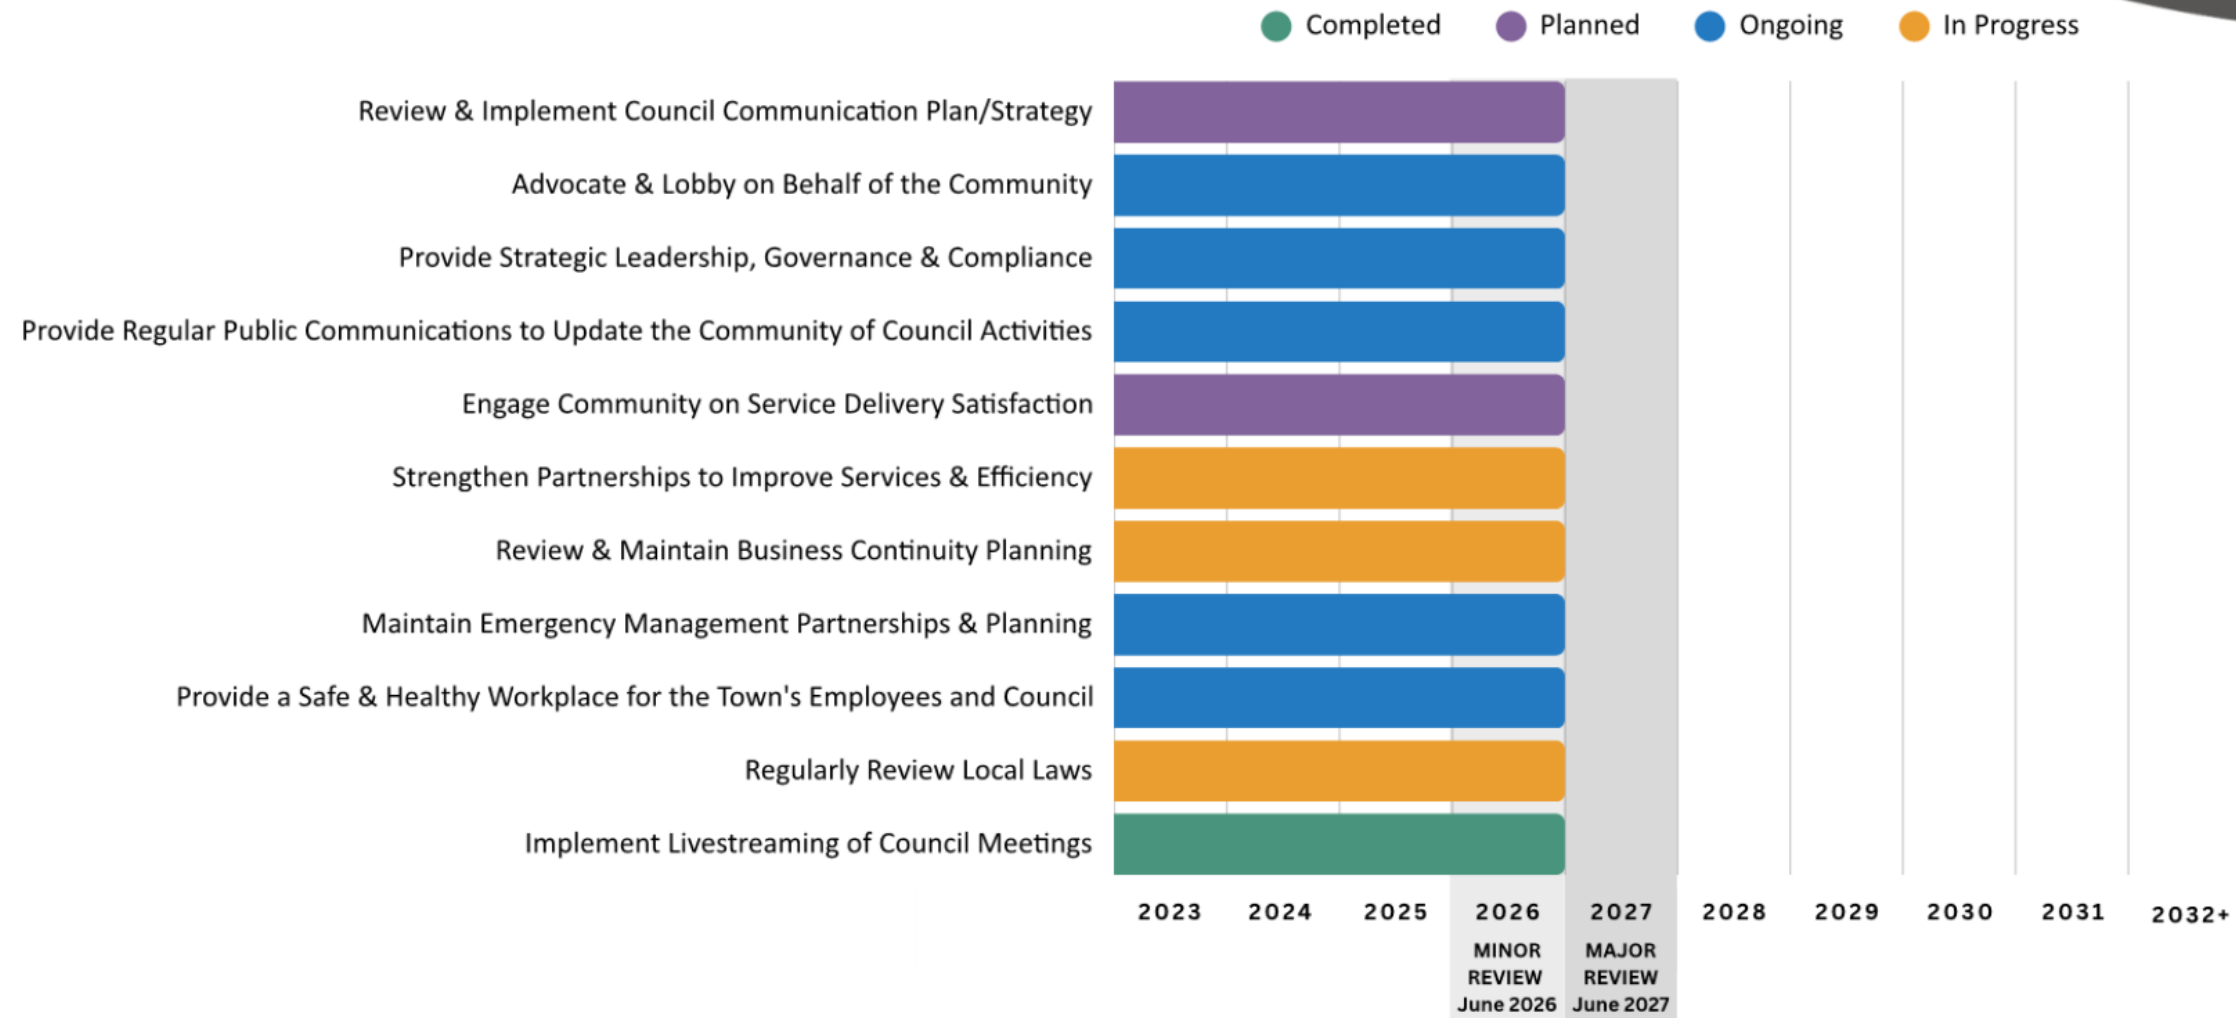 Completed Planned Ongoing In Progress
Review & Implement Council Communication Plan/Strategy
Advocate & Lobby on Behalf of the Community
Provide Strategic Leadership, Governance & Compliance
Provide Regular Public Communications to Update the Community of Council Activities
Engage Community on Service Delivery Satisfaction
Strengthen Partnerships to Improve Services & Efficiency
Review & Maintain Business Continuity Planning
Maintain Emergency Management Partnerships & Planning
Provide a Safe & Healthy Workplace for the Town's Employees and Council
Regularly Review Local Laws
Implement Livestreaming of Council Meetings
2023 2024 2025 2026 2027 2028 2029 2030 2031 2032+
MINOR
REVIEW
June 2026
MAJOR
REVIEW
June 2027